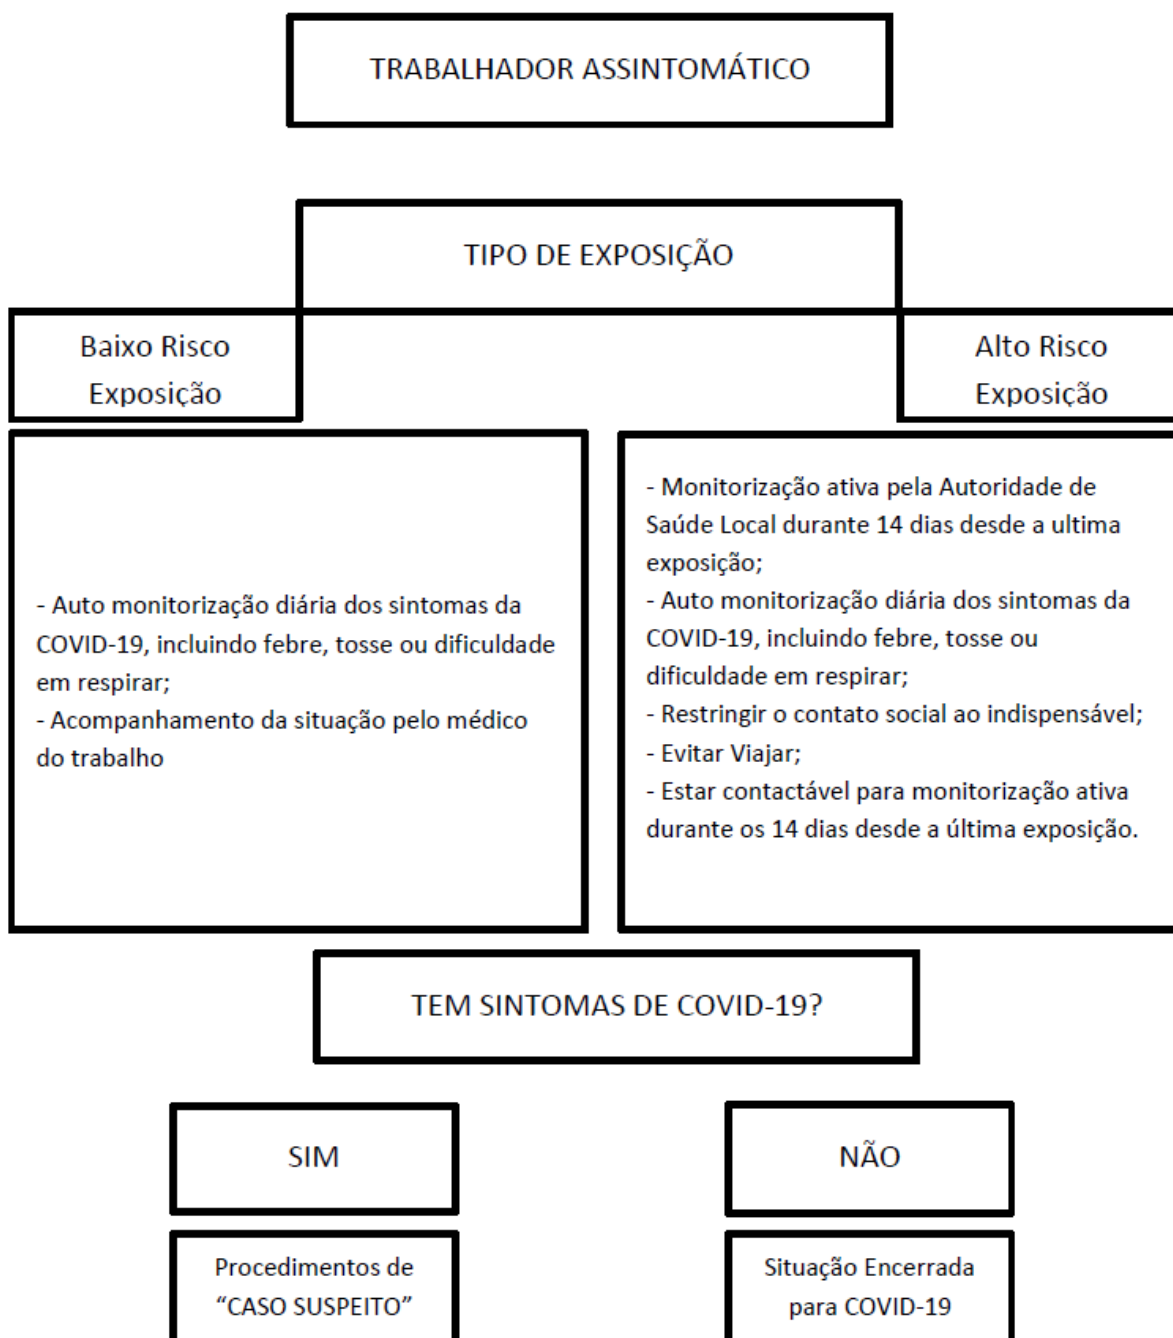 TRABALHADOR ASSINTOMÁTICO
TIPO DE EXPOSIÇÃO
Baixo Risco
Exposição
Alto Risco
Exposição
- Auto monitorização diária dos sintomas da
COVID-19, incluindo febre, tosse ou dificuldade
em respirar;
- Acompanhamento da situação pelo médico
do trabalho
- Monitorização ativa pela Autoridade de
Saúde Local durante 14 dias desde a ultima
exposição;
- Auto monitorização diária dos sintomas da
COVID-19, incluindo febre, tosse ou
dificuldade em respirar;
- Restringir o contato social ao indispensável;
- Evitar Viajar;
- Estar contactável para monitorização ativa
durante os 14 dias desde a última exposição.
TEM SINTOMAS DE COVID-19?
SIM
NÃO
Procedimentos de
“CASO SUSPEITO”
Situação Encerrada
para COVID-19